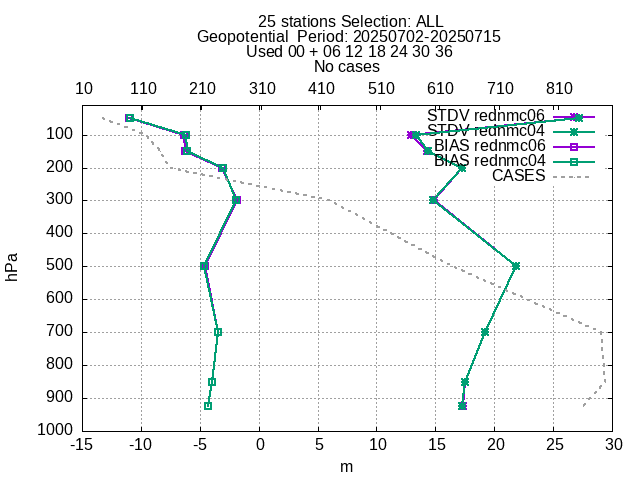 25 stations Selection: ALL
Geopotential  Period: 20250702-20250715
Used 00 + 06 12 18 24 30 36
No cases
10 110 210 310 410 510 610 710 810
STDV rednmc06
STDV rednmc04
BIAS rednmc06
BIAS rednmc04
CASES
100
200
300
400
500
600
700
800
900
1000
hPa
-15 -10 -5 0 5 10 15 20 25 30
m